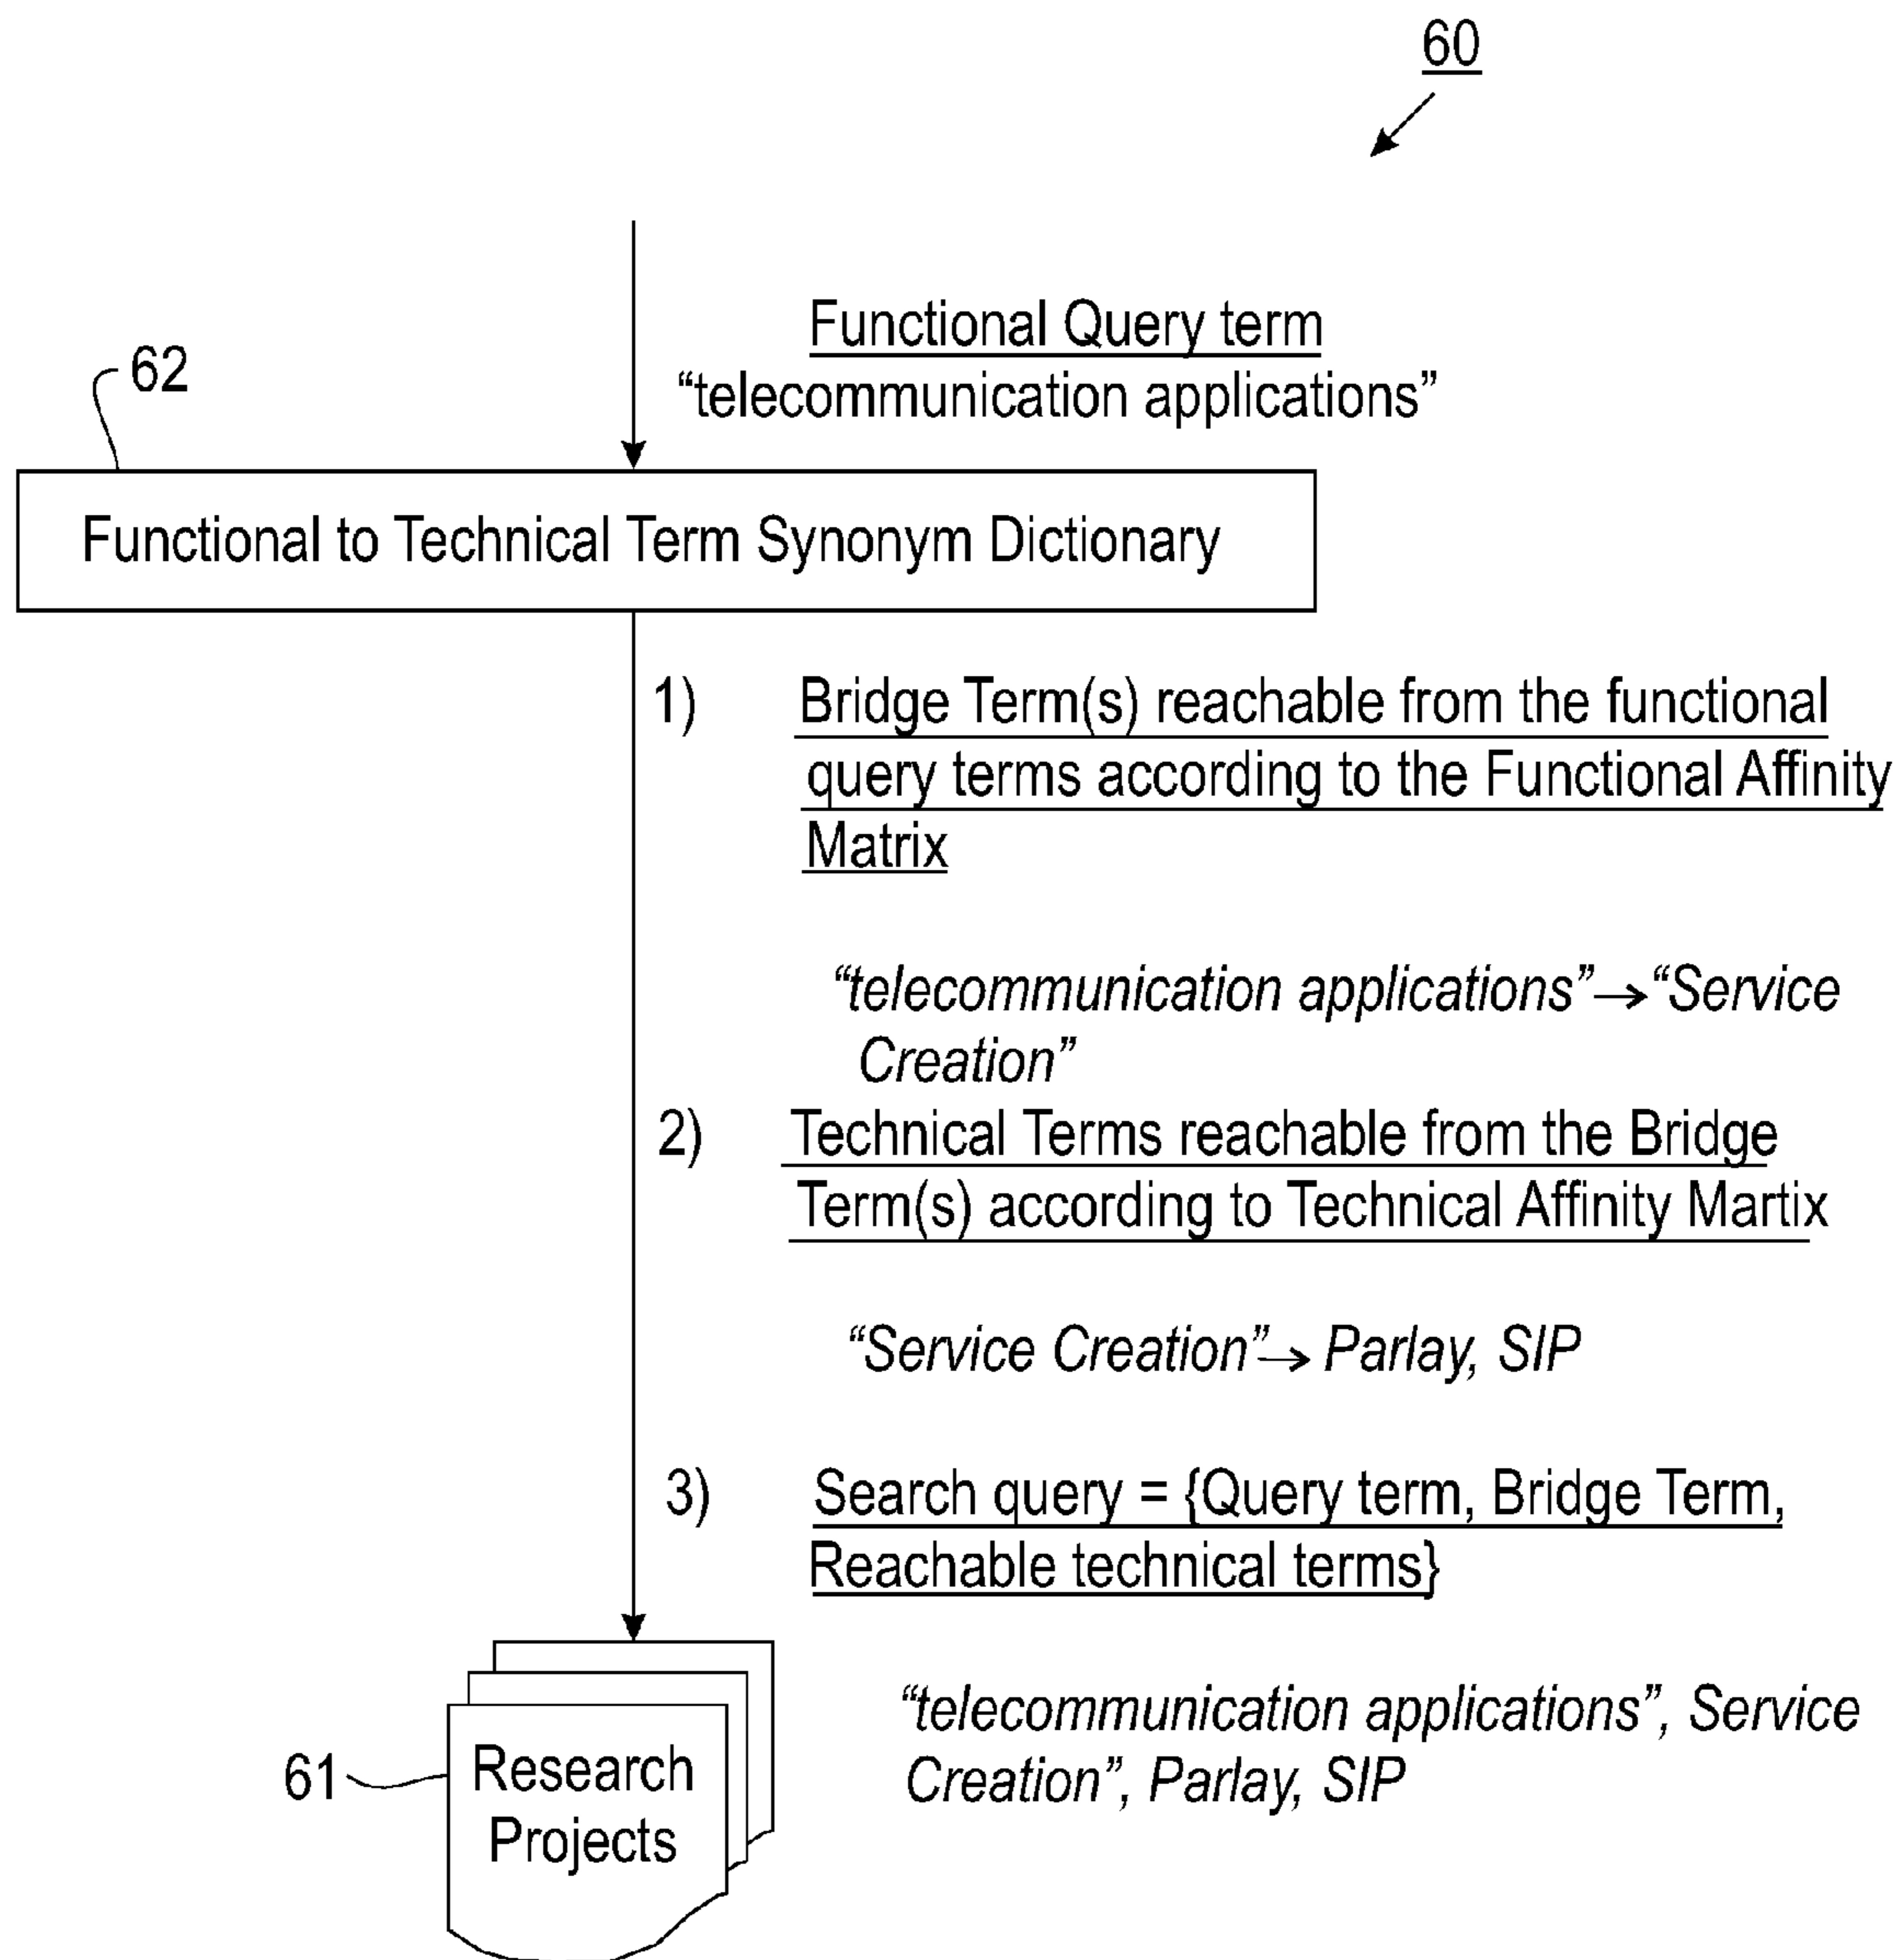 60
Functional Query term
“telecommunication applications”
62
Functional to Technical Term Synonym Dictionary
1) Bridge Term(s) reachable from the functional
query terms according to the Functional Affinity
Matrix
“telecommunication applications”→“Service
Creation”
2) Technical Terms reachable from the Bridge
Term(s) according to Technical Affinity Martix
“Service Creation”→ Parlay, SIP
3) Search query = {Query term, Bridge Term,
Reachable technical terms}
“telecommunication applications”, Service
Creation”, Parlay, SIP
61
Research
Projects